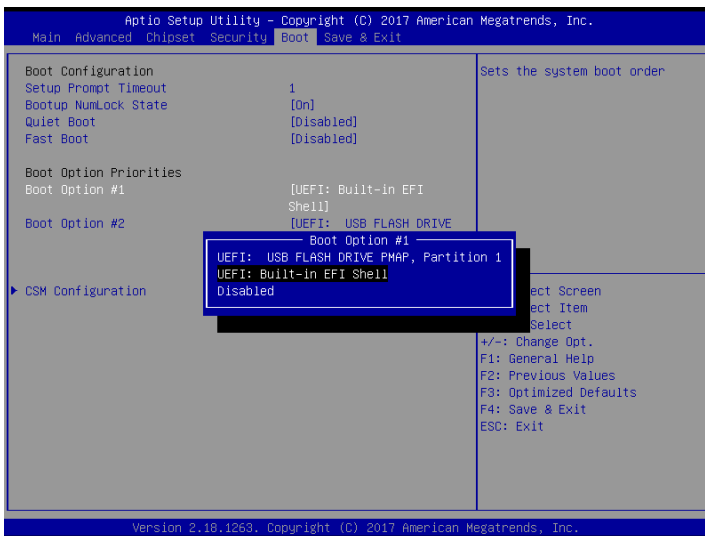 Aptio Setup Utility – Copyright (C) 2017 American Megatrends, Inc.
Main Advanced Chipset Security Boot Save & Exit
Boot Configuration
Setup Prompt Timeout 1
Bootup NumLock State [On]
Quiet Boot [Disabled]
Fast Boot [Disabled]
Boot Option Priorities
Boot Option #1 [UEFI: Built-in EFI
Shell]
Boot Option #2 [UEFI: USB FLASH DRIVE
CSM Configuration
Boot Option #1
UEFI: USB FLASH DRIVE PMAP, Partition 1
UEFI: Built-in EFI Shell
Disabled
Sets the system boot order
ect Screen
ect Item
Select
+/-: Change Opt.
F1: General Help
F2: Previous Values
F3: Optimized Defaults
F4: Save & Exit
ESC: Exit
Version 2.18.1263. Copyright (C) 2017 American Megatrends, Inc.